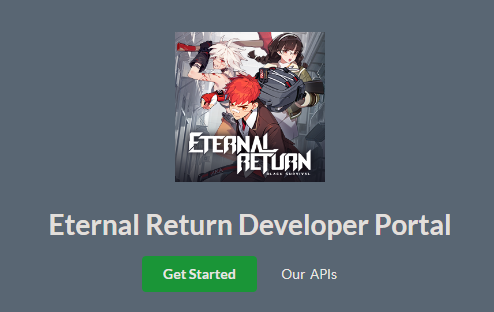 ETERNAL
RETURN
BLACK SURVIVAL
Eternal Return Developer Portal
Get Started
Our APIs